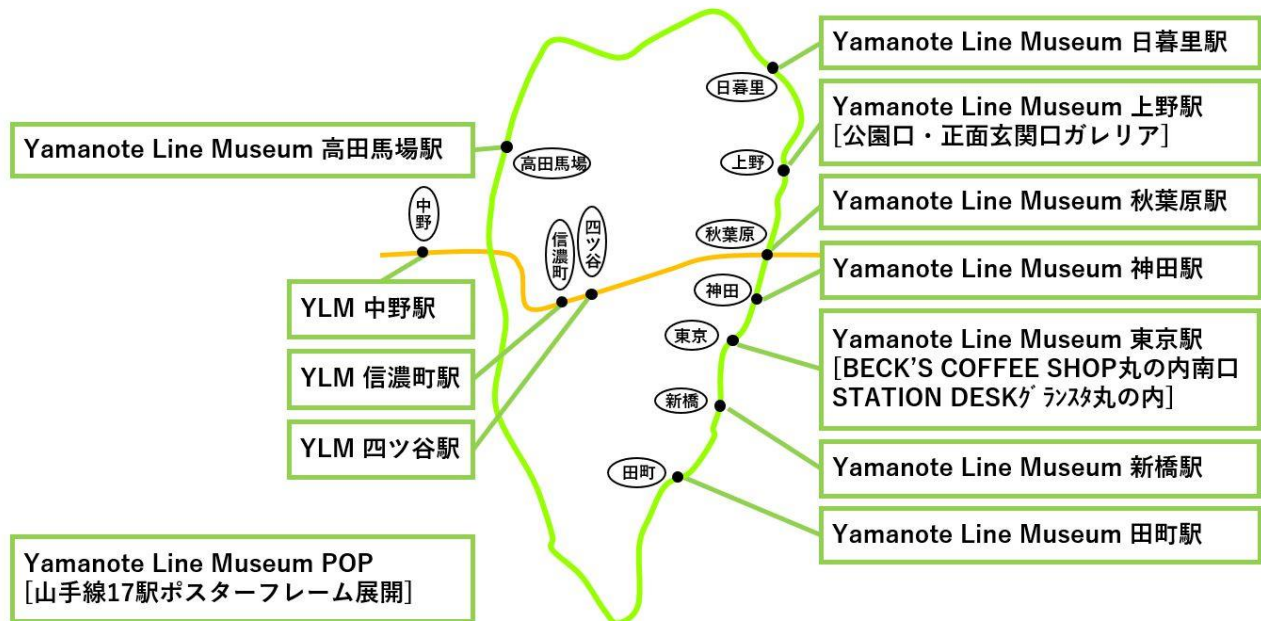 Yamanote Line Museum 日暮里駅
日暮里
Yamanote Line Museum 上野駅
[公園口・正面玄関口ガレリア]
Yamanote Line Museum 高田馬場駅
高田馬場
上野
Yamanote Line Museum 秋葉原駅
中野
信濃町
四ツ谷
秋葉原
Yamanote Line Museum 神田駅
神田
YLM 中野駅
東京
Yamanote Line Museum 東京駅
[BECK'S COFFEE SHOP丸の内南口
STATION DESKグランスタ丸の内]
YLM 信濃町駅
新橋
YLM 四ツ谷駅
Yamanote Line Museum 新橋駅
田町
Yamanote Line Museum 田町駅
Yamanote Line Museum POP
[山手線17駅ポスターフレーム展開]